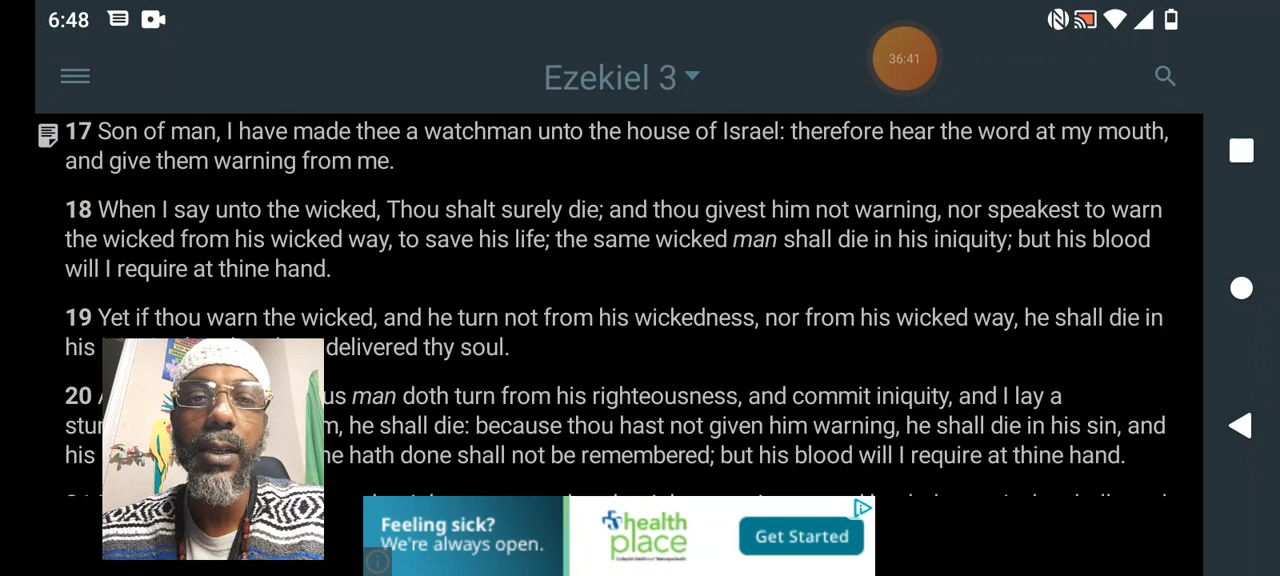 6:48
36:41
Ezekiel 3
17 Son of man, I have made thee a watchman unto the house of Israel: therefore hear the word at my mouth,
and give them warning from me.
18 When I say unto the wicked, Thou shalt surely die; and thou givest him not warning, nor speakest to warn
the wicked from his wicked way, to save his life; the same wicked man shall die in his iniquity; but his blood
will I require at thine hand.
19 Yet if thou warn the wicked, and he turn not from his wickedness, nor from his wicked way, he shall die in
his delivered thy soul.
20 man doth turn from his righteousness, and commit iniquity, and I lay a
he shall die: because thou hast not given him warning, he shall die in his sin, and
his hath done shall not be remembered; but his blood will I require at thine hand.
Feeling sick?
We're always open.
health
place
Get Started